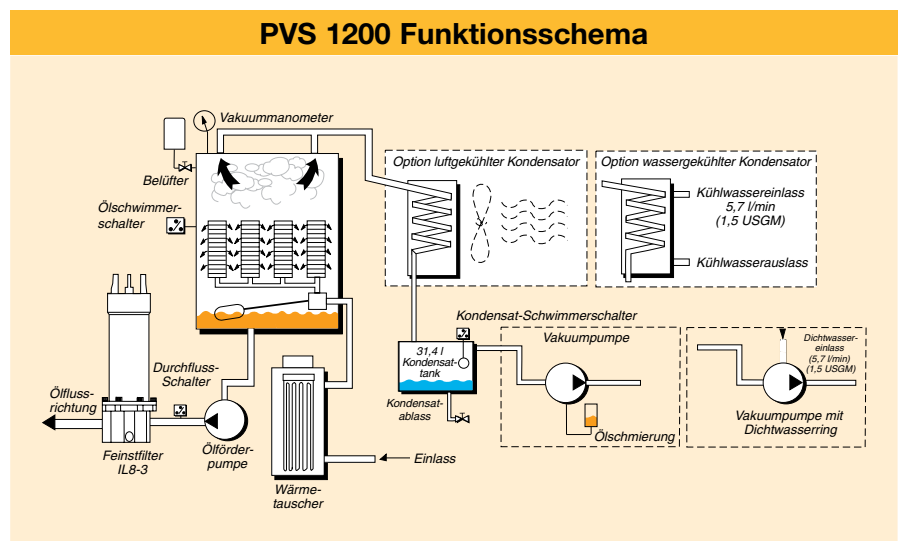 PVS 1200 Funktionsschema
Vakuummanometer
Belüfter
Ölschwimmer-
schalter
Option luftgekühlter Kondensator
Option wassergekühlter Kondensator
Kühlwassereinlass
5,7 l/min
(1,5 USGM)
Kühlwasserauslass
Kondensat-Schwimmerschalter
Vakuumpumpe
31,4 l
Kondensat-
tank
Kondensat-
ablass
Ölschmierung
Dichtwasser-
einlass
(5,7 l/min)
(1,5 USGM)
Vakuumpumpe mit
Dichtwasserring
Durchfluss-
Schalter
Ölfluss-
richtung
Feinstfilter
IL8-3
Ölförder-
pumpe
Einlass
Wärme-
tauscher